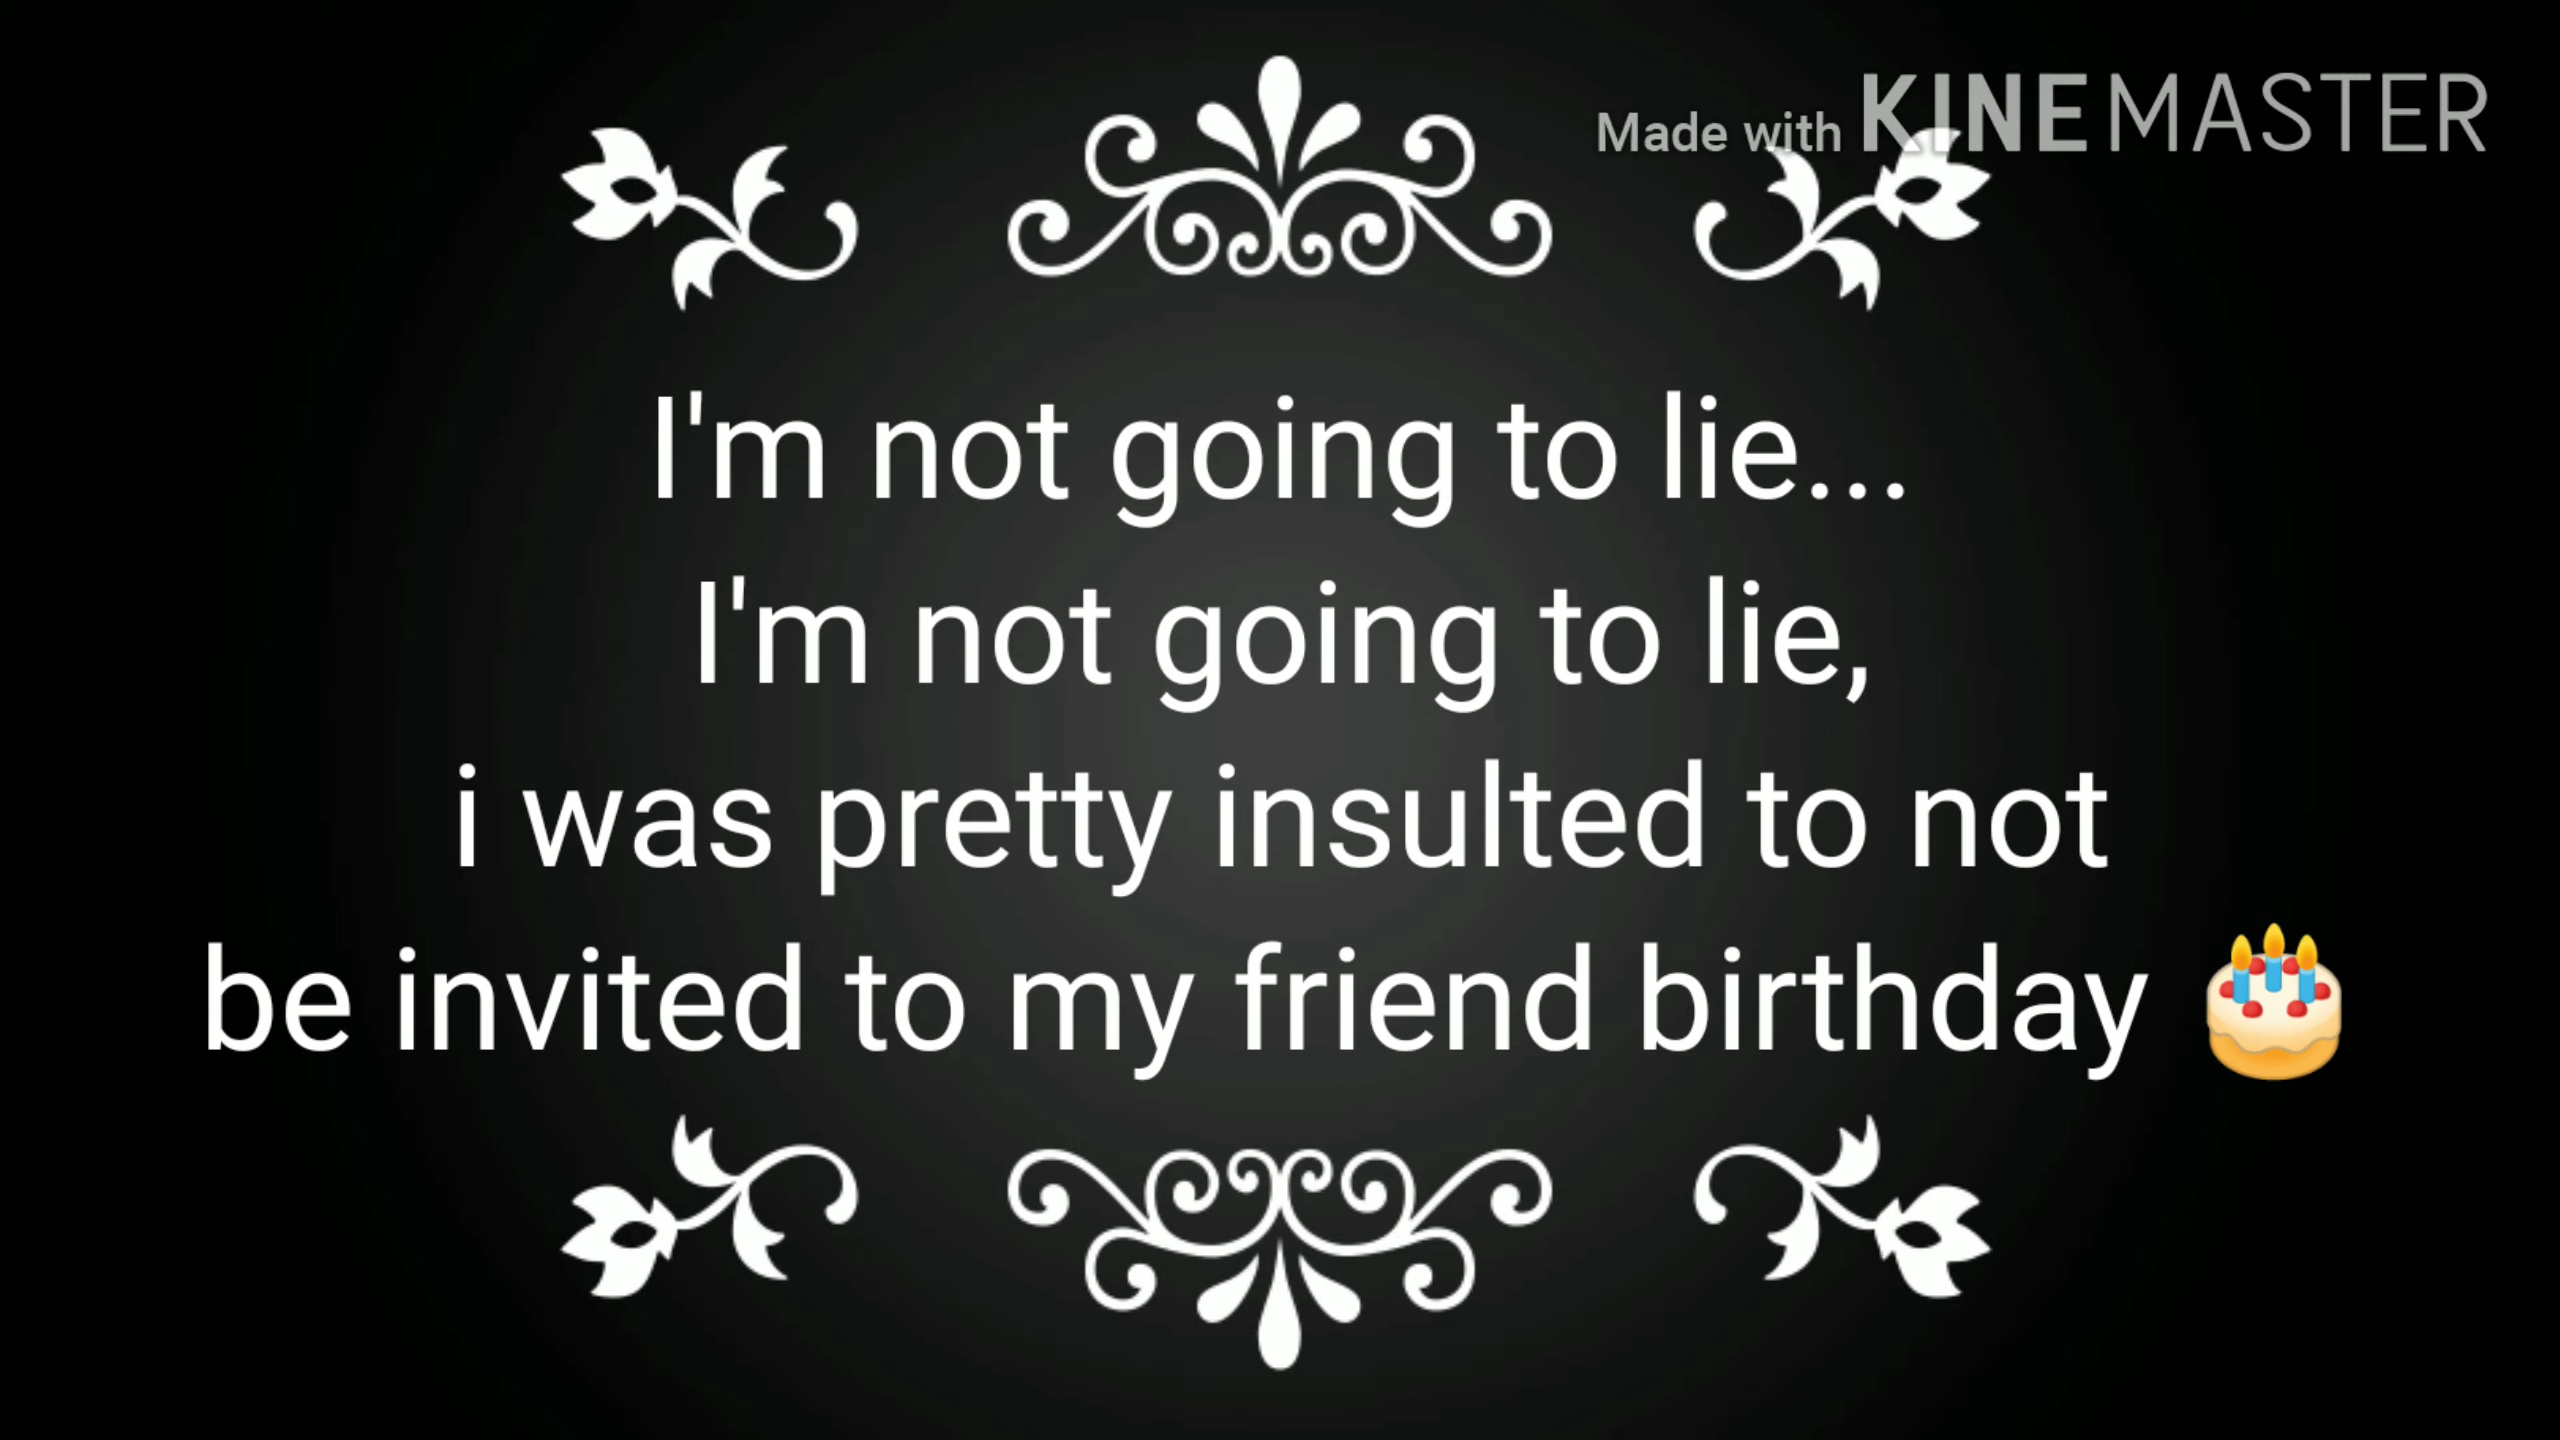 Made with KINEMASTER
I'm not going to lie...
I'm not going to lie,
i was pretty insulted to not
be invited to my friend birthday 🎂